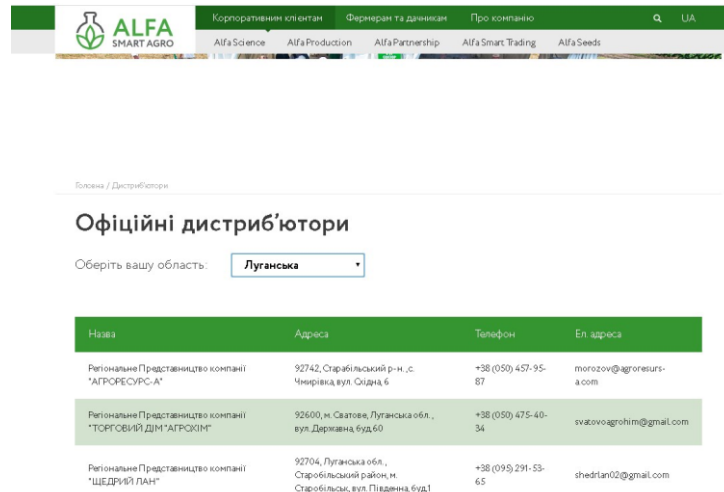 ALFA
SMART AGRO
Корпоративним клієнтам Фермерам та дачникам Про компанію UA
Alfa Science Alfa Production Alfa Partnership Alfa Smart Trading Alfa Seeds
Головна / Дистриб'ютори
Офіційні дистриб'ютори
Оберіть вашу область: Луганська
Назва Адреса Телефон Ел. адреса
Регіональне Представництво компанії 92742, Старабільський р-н., с. +38 (050) 457-95- morozov@agroresurs-
"АГРОРЕСУРС-А" Чмирівка, вул. Східна, 6 87 a.com
Регіональне Представництво компанії 92600, м. Сватове, Луганська обл., +38 (050) 475-40- svatovoagrohim@gmail.com
"ТОРГОВИЙ ДІМ "АГРОХІМ" вул. Державна, буд.60 34
Регіональне Представництво компанії 92704, Луганська обл., +38 (095) 291-53- shedrlan02@gmail.com
"ЩЕДРИЙ ЛАН" Старобільський район, м. 65
Старобільськ, вул. Південна, буд.1